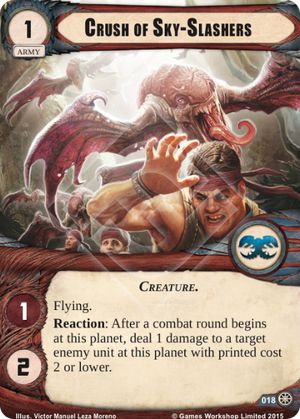 1
ARMY
CRUSH OF SKY-SLASHERS
CREATURE.
1
Flying.
Reaction: After a combat round begins
at this planet, deal 1 damage to a target
enemy unit at this planet with printed cost
2 or lower.
2
018
Illus. Victor Manuel Leza Moreno
© Games Workshop Limited 2015